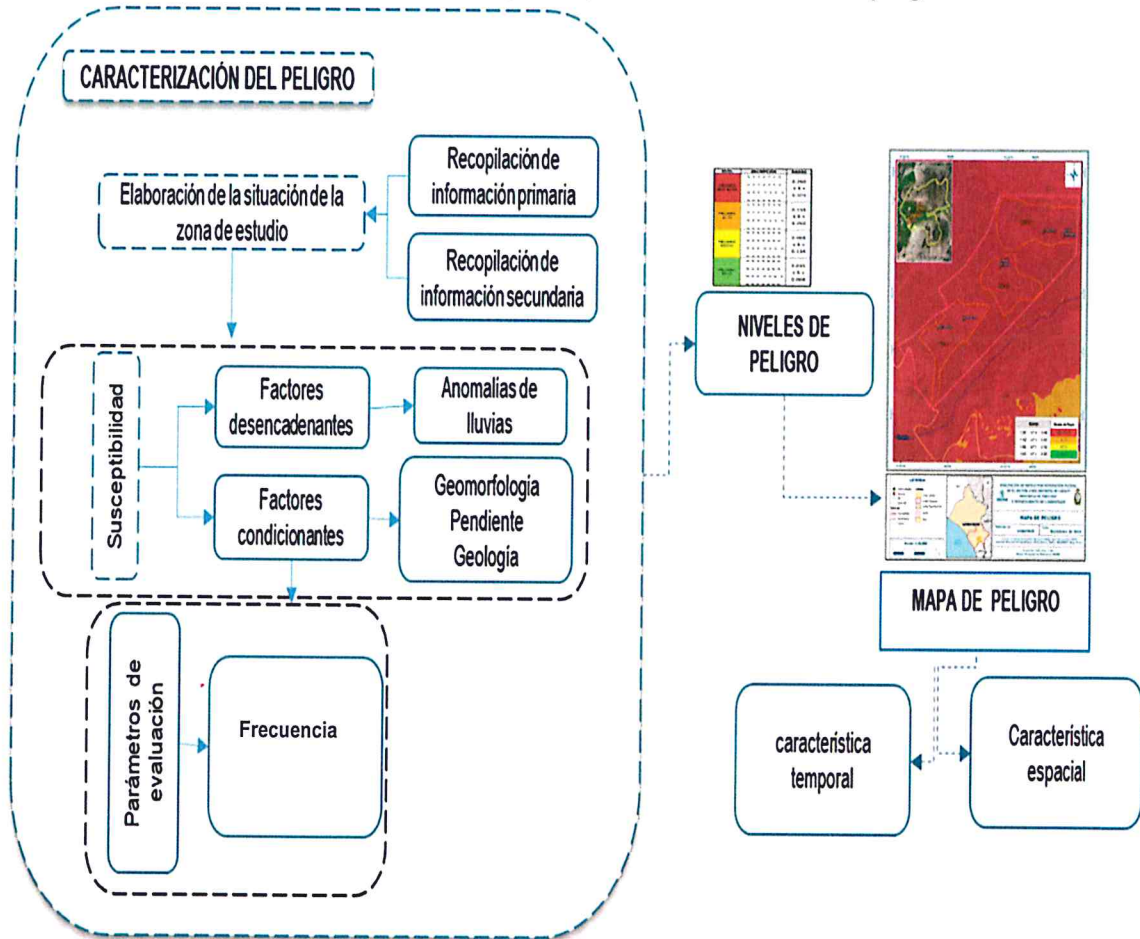 CARACTERIZACIÓN DEL PELIGRO
Elaboración de la situación de la
zona de estudio
Recopilación de
información primaria
Recopilación de
información secundaria
Susceptibilidad
Factores
desencadenantes
Anomalías de
lluvias
Factores
condicionantes
Geomorfología
Pendiente
Geología
Parámetros de
evaluación
Frecuencia
NIVELES DE
PELIGRO
MAPA DE PELIGRO
MAPA DE PELIGRO
característica
temporal
Característica
espacial